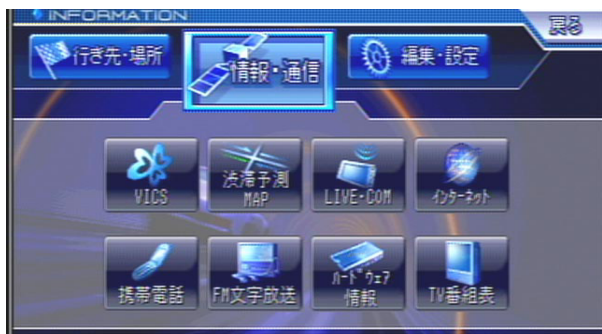 INFORMATION
戻る
行き先・場所
情報・通信
編集・設定
VICS
渋滞予測
MAP
LIVE・COM
インターネット
携帯電話
FM文字放送
ハードウェア
情報
TV番組表